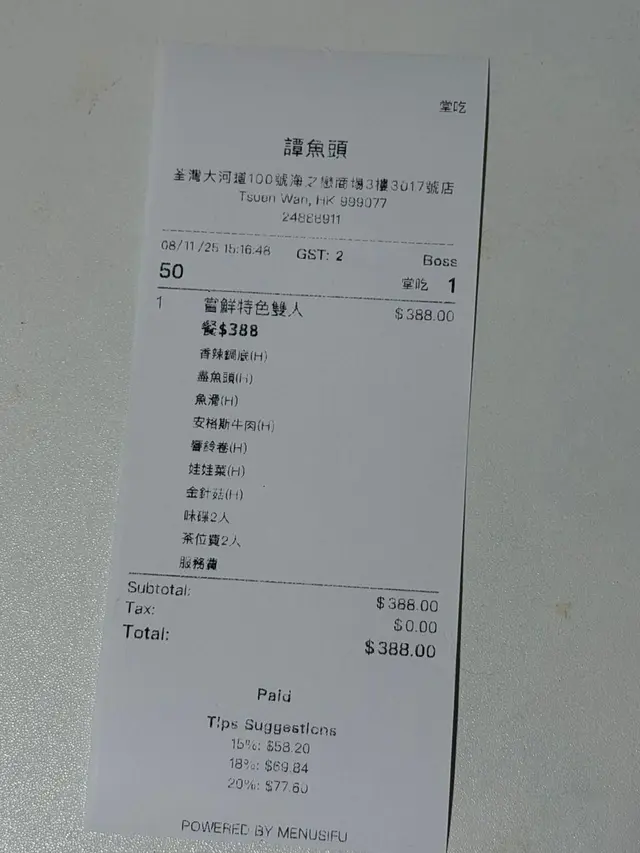 堂吃
譚魚頭
荃灣大河道100號海之戀商場3樓3017號店
Tsuen Wan, HK 999077
24888911
08/11/25 15:16:48 GST: 2 Boss
50 堂吃 1
1 嘗鮮特色雙人 $388.00
餐$388
香辣鍋底(H)
盡魚頭(H)
魚滑(H)
安格斯牛肉(H)
響鈴卷(H)
娃娃菜(H)
金針菇(H)
味碟2人
茶位費2人
服務費
Subtotal: $388.00
Tax: $0.00
Total: $388.00
Paid
Tips Suggestions
15%: $58.20
18%: $69.84
20%: $77.60
POWERED BY MENUSIFU